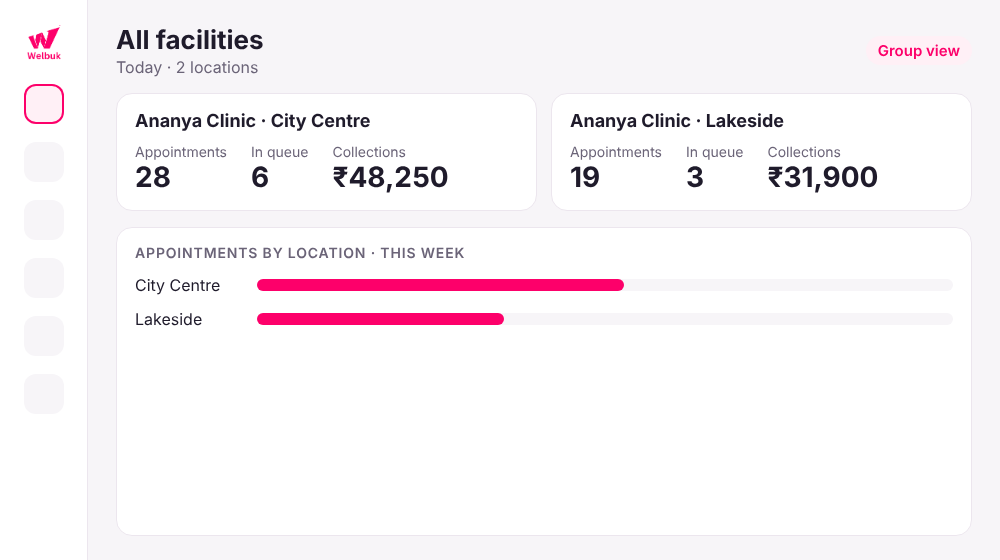 Welbuk
All facilities
Today · 2 locations
Group view
Ananya Clinic · City Centre
Appointments In queue Collections
28 6 ₹48,250
Ananya Clinic · Lakeside
Appointments In queue Collections
19 3 ₹31,900
APPOINTMENTS BY LOCATION · THIS WEEK
City Centre
Lakeside